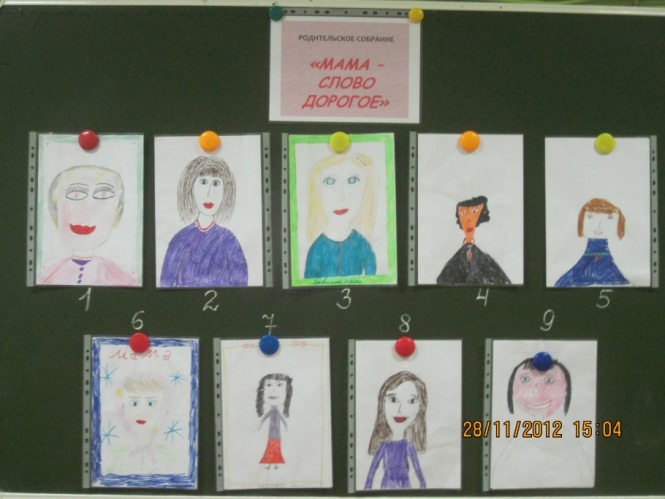 РОДИТЕЛЬСКОЕ СОБРАНИЕ
«МАМА –
СЛОВО
ДОРОГОЕ»
1 2 3 4 5
6 7 8 9
мама
28/11/2012 15:04